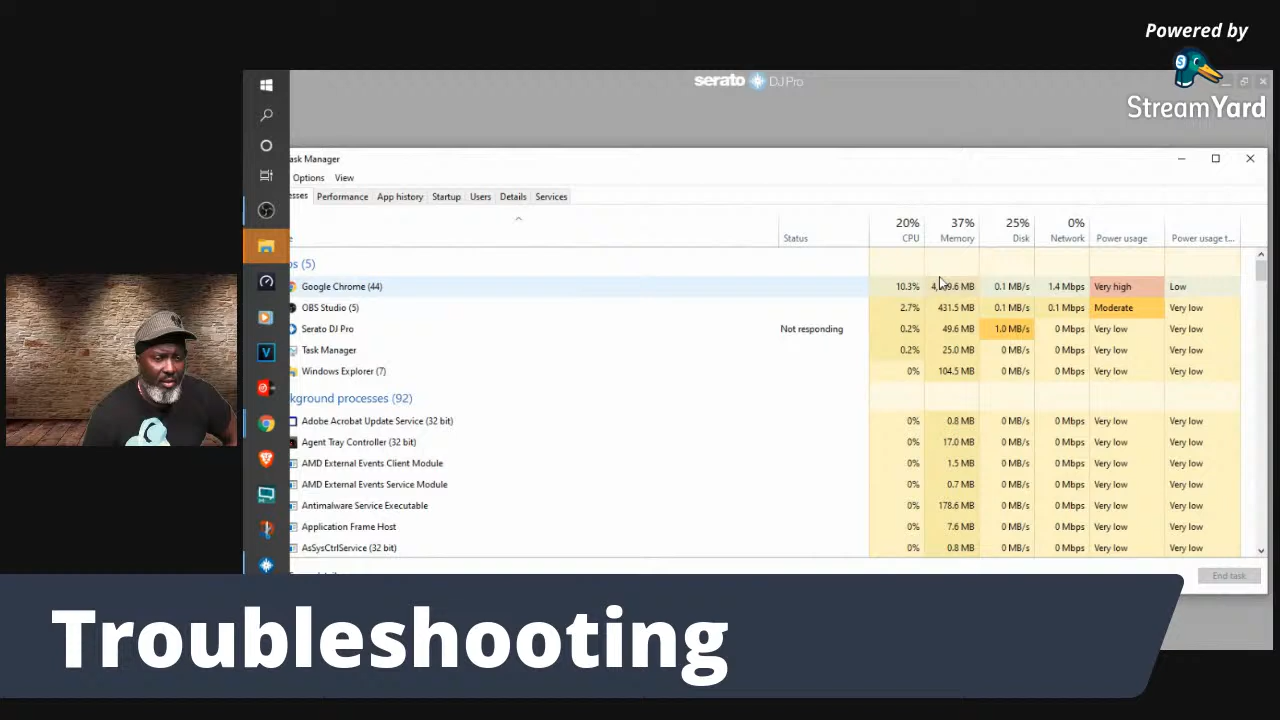 Powered by
StreamYard
serato DJ Pro
ask Manager
Options View
esses Performance App history Startup Users Details Services
20% 37% 25% 0%
Status CPU Memory Disk Network Power usage Power usage t...
ps (5)
Google Chrome (44) 10.3% 0.1 MB/s 1.4 Mbps Very high Low
OBS Studio (5) 2.7% 431.5 MB 0.1 MB/s 0.1 Mbps Moderate Very low
Serato DJ Pro Not responding 0.2% 49.6 MB 1.0 MB/s 0 Mbps Very low Very low
Task Manager 0.2% 25.0 MB 0 MB/s 0 Mbps Very low Very low
Windows Explorer (7) 0% 104.5 MB 0 MB/s 0 Mbps Very low Very low
kground processes (92)
Adobe Acrobat Update Service (32 bit) 0% 0.8 MB 0 MB/s 0 Mbps Very low Very low
Agent Tray Controller (32 bit) 0% 17.0 MB 0 MB/s 0 Mbps Very low Very low
AMD External Events Client Module 0% 1.5 MB 0 MB/s 0 Mbps Very low Very low
AMD External Events Service Module 0% 0.7 MB 0 MB/s 0 Mbps Very low Very low
Antimalware Service Executable 0% 178.6 MB 0 MB/s 0 Mbps Very low Very low
Application Frame Host 0% 7.6 MB 0 MB/s 0 Mbps Very low Very low
AsSysCtrlService (32 bit) 0% 0.8 MB 0 MB/s 0 Mbps Very low Very low
End task
Troubleshooting